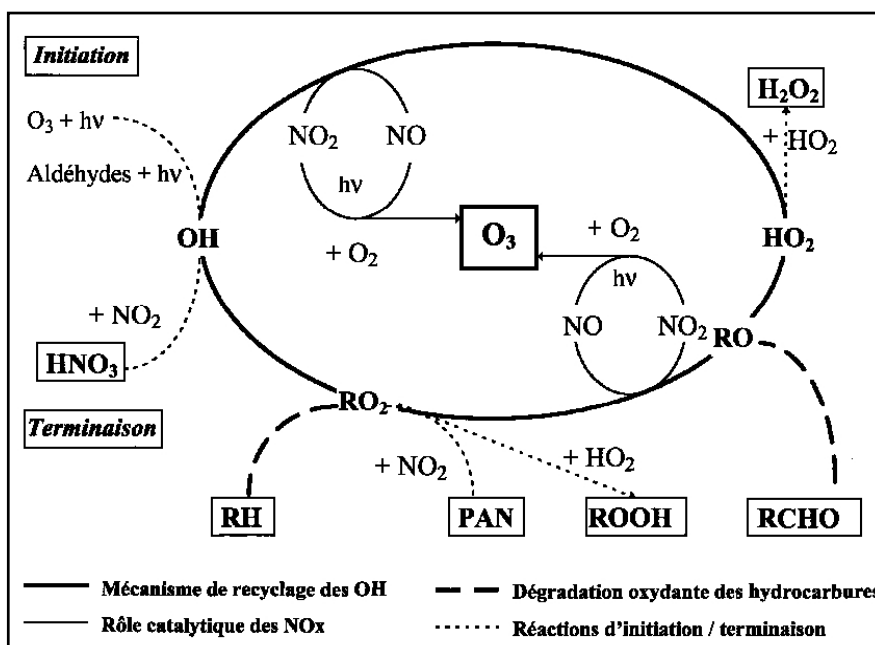 Initiation
H₂O₂
O₃ + hν
NO₂ NO
+ HO₂
Aldéhydes + hν
hν
OH
O₃
+ O₂
HO₂
+ O₂
hν
+ NO₂
NO NO₂
RO
HNO₃
RO₂
Terminaison
+ NO₂
+ HO₂
RH PAN ROOH RCHO
Mécanisme de recyclage des OH
Dégradation oxydante des hydrocarbures
Rôle catalytique des NOx
Réactions d'initiation / terminaison